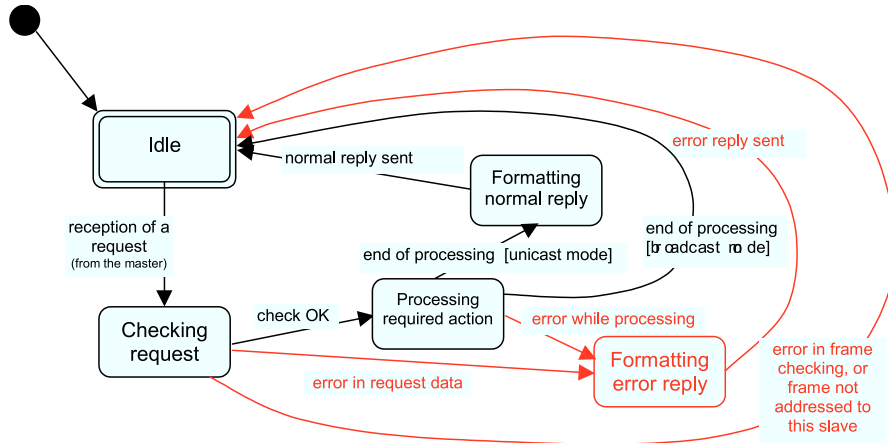 Idle
error reply sent
normal reply sent
Formatting
normal reply
reception of a
request
(from the master)
end of processing
[broadcast mode]
end of processing [unicast mode]
Processing
required action
check OK
Checking
request
error while processing
Formatting
error reply
error in request data
error in frame
checking, or
frame not
addressed to
this slave